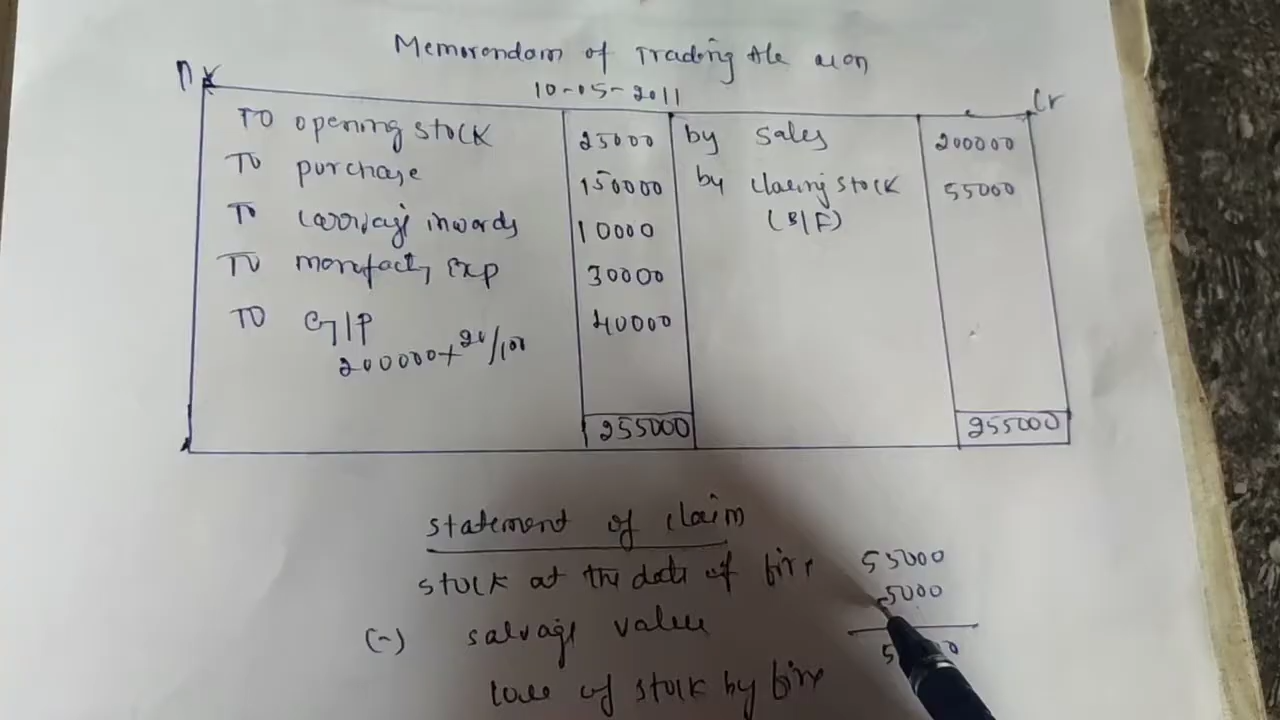 Memorendom of Trading A/c as on
10-05-2011
Dr Cr
To opening stock 25000 by sales 200000
To purchase 150000 by closing stock 55000
To carriage inwards 10000 (B/F)
To manufact, Exp 30000
To G/P 40000
200000+20/100
255000 255000
statement of claim
stock at the date of fire 55000
(-) salvage value 5000
loss of stock by fire